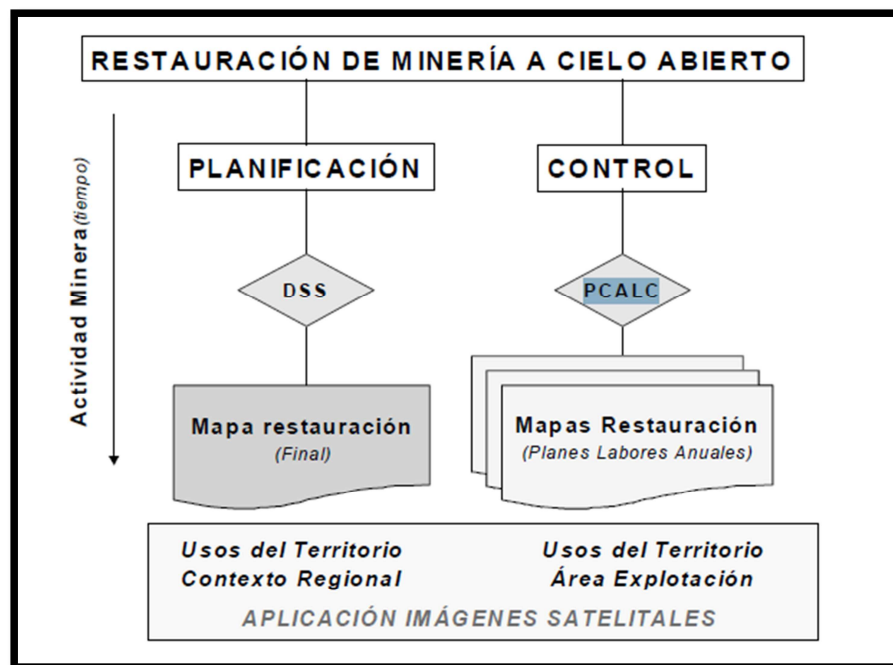 RESTAURACIÓN DE MINERÍA A CIELO ABIERTO
Actividad Minera (tiempo)
PLANIFICACIÓN
CONTROL
DSS
PCALC
Mapa restauración
(Final)
Mapas Restauración
(Planes Labores Anuales)
Usos del Territorio
Contexto Regional
Usos del Territorio
Área Explotación
APLICACIÓN IMÁGENES SATELITALES